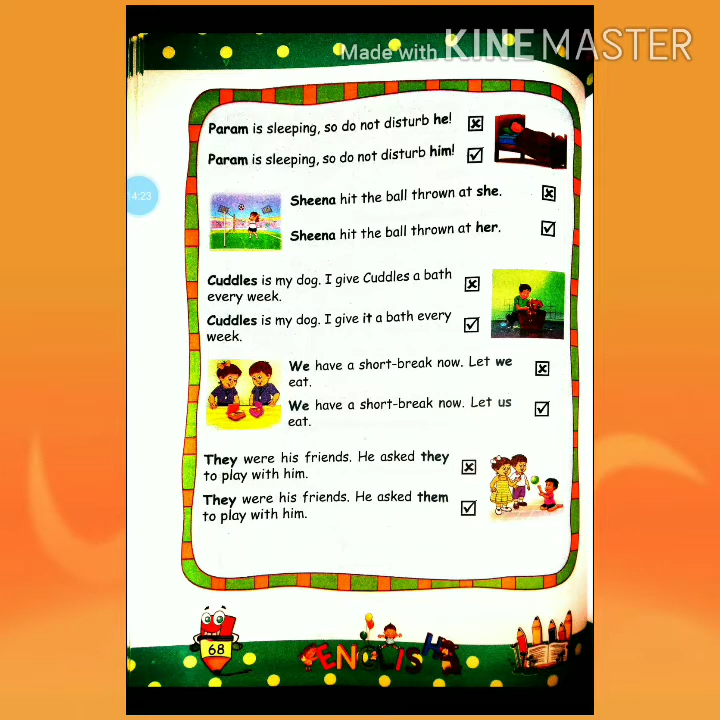 Made with KINEMASTER
Param is sleeping, so do not disturb he!
Param is sleeping, so do not disturb him!
14:23
Sheena hit the ball thrown at she.
Sheena hit the ball thrown at her.
Cuddles is my dog. I give Cuddles a bath
every week.
Cuddles is my dog. I give it a bath every
week.
We have a short-break now. Let we
eat.
We have a short-break now. Let us
eat.
They were his friends. He asked they
to play with him.
They were his friends. He asked them
to play with him.
68
ENGLISH